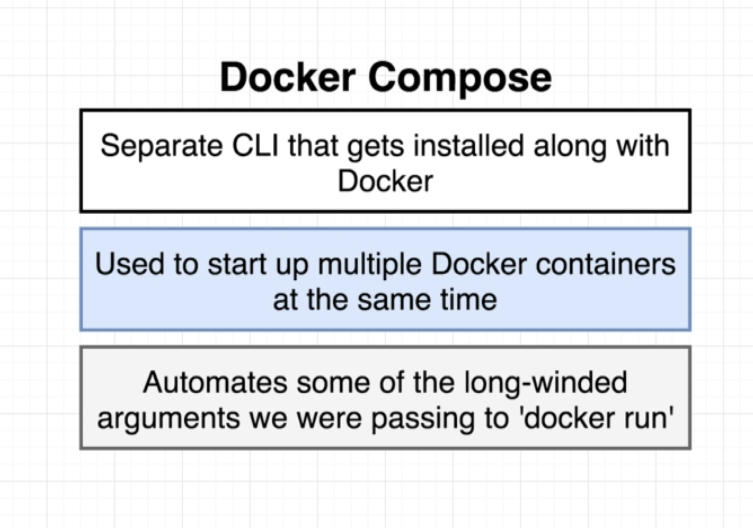 Docker Compose
Separate CLI that gets installed along with
Docker
Used to start up multiple Docker containers
at the same time
Automates some of the long-winded
arguments we were passing to 'docker run'